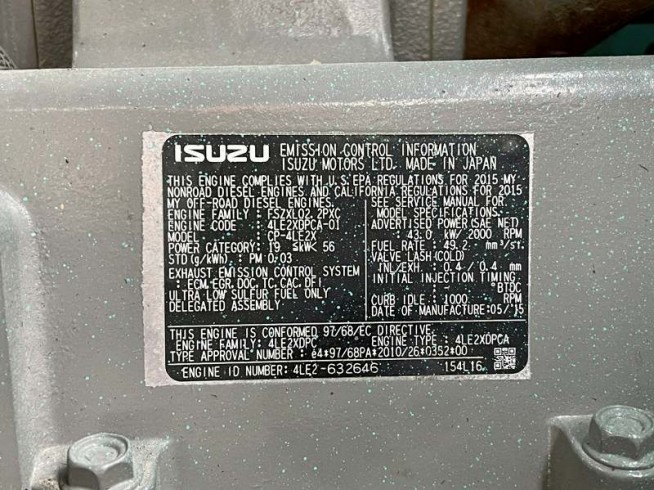 ISUZU EMISSION CONTROL INFORMATION
ISUZU MOTORS LTD. MADE IN JAPAN
THIS ENGINE COMPLIES WITH U.S.EPA REGULATIONS FOR 2015 MY
NONROAD DIESEL ENGINES AND CALIFORNIA REGULATIONS FOR 2015
MY OFF-ROAD DIESEL ENGINES.
ENGINE FAMILY : FSZXL02.2PXC
ENGINE CODE : 4LE2XDPCA-01
MODEL : CP-4LE2X
POWER CATEGORY: 19 ≤kW< 56
STD (g/kWh) : PM 0.03
EXHAUST EMISSION CONTROL SYSTEM
: ECM,EGR,DOC,TC,CAC,DFI
ULTRA LOW SULFUR FUEL ONLY
DELEGATED ASSEMBLY.
SEE SERVICE MANUAL FOR
MODEL SPECIFICATIONS.
ADVERTISED POWER(SAE NET)
: 43.0 kW/2000 RPM
FUEL RATE : 49.2 mm³/ST.
VALVE LASH (COLD)
INL/EXH. : 0.4 / 0.4 mm
INITIAL INJECTION TIMING
: °BTDC
CURB IDLE : 1000 RPM
DATE OF MANUFACTURE:05/'15
THIS ENGINE IS CONFORMED 97/68/EC DIRECTIVE.
ENGINE FAMILY : 4LE2XDPC ENGINE TYPE : 4LE2XDPCA
TYPE APPROVAL NUMBER : e4*97/68PA*2010/26*0352*00
ENGINE ID NUMBER: 4LE2-632646 154L16